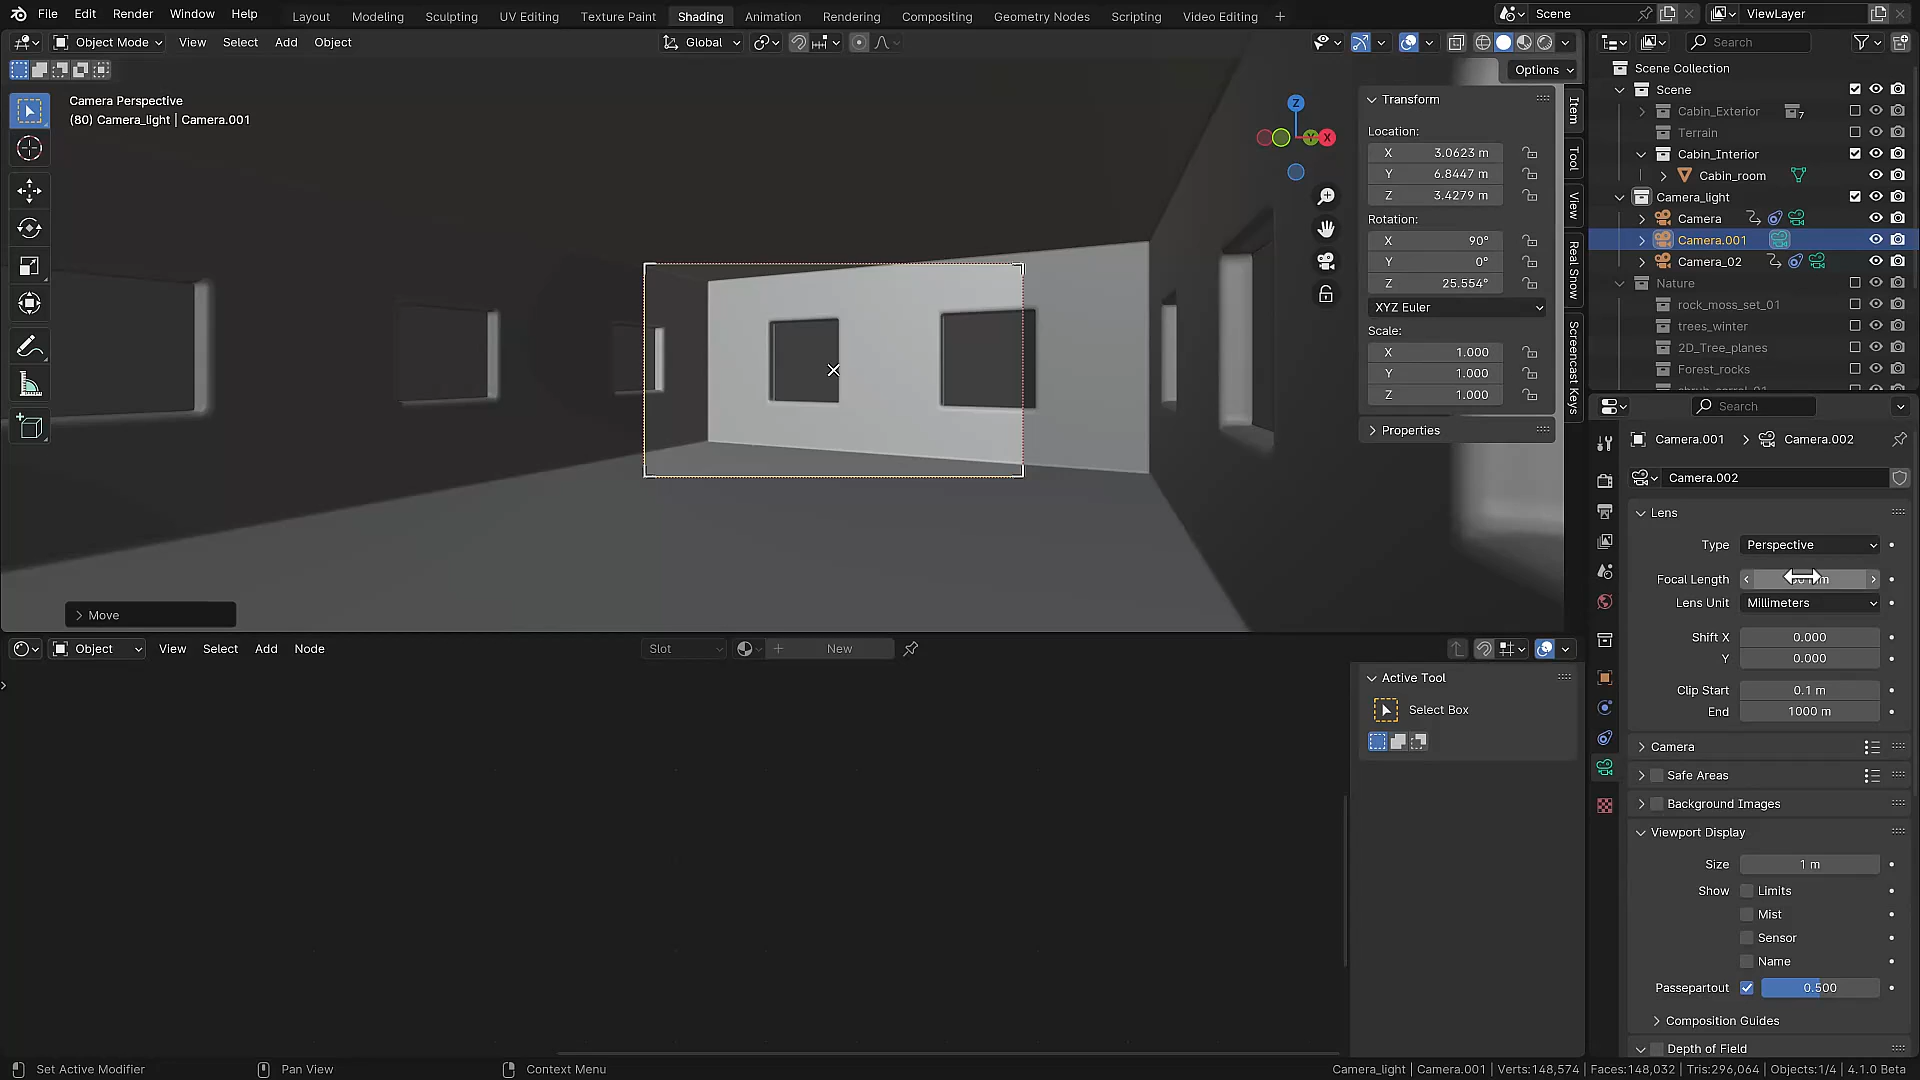 File Edit Render Window Help Layout Modeling Sculpting UV Editing Texture Paint Shading Animation Rendering Compositing Geometry Nodes Scripting Video Editing + Scene ViewLayer
Object Mode View Select Add Object Global Search
Options
Camera Perspective
(80) Camera_light | Camera.001
Z
Y
X
Transform
Location:
X 3.0623 m
Y 6.8447 m
Z 3.4279 m
Rotation:
X 90°
Y 0°
Z 25.554°
XYZ Euler
Scale:
X 1.000
Y 1.000
Z 1.000
Properties
Item
Tool
View
Real Snow
Screencast Keys
Scene Collection
Scene
Cabin_Exterior 7
Terrain
Cabin_Interior
Cabin_room
Camera_light
Camera
Camera.001
Camera_02
Nature
rock_moss_set_01
trees_winter
2D_Tree_planes
Forest_rocks
Search
Camera.001 > Camera.002
Camera.002
Lens
Type Perspective
Focal Length
Lens Unit Millimeters
Shift X 0.000
Y 0.000
Clip Start 0.1 m
End 1000 m
Camera
Safe Areas
Background Images
Viewport Display
Size 1 m
Show Limits
Mist
Sensor
Name
Passepartout 0.500
Composition Guides
Depth of Field
Move
Object View Select Add Node Slot New
Active Tool
Select Box
Set Active Modifier Pan View Context Menu Camera_light | Camera.001 | Verts:148,574 | Faces:148,032 | Tris:296,064 | Objects:1/4 | 4.1.0 Beta